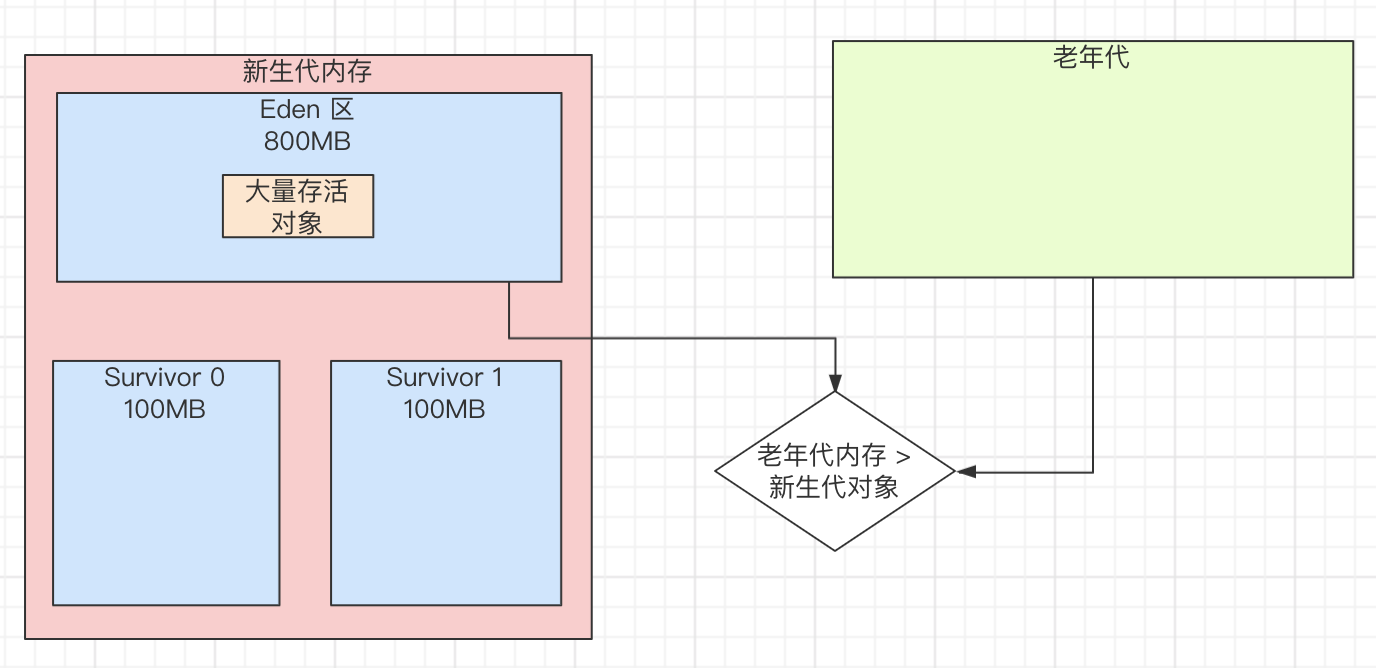 新生代内存
Eden 区
800MB
大量存活
对象
Survivor 0
100MB
Survivor 1
100MB
老年代
老年代内存 >
新生代对象